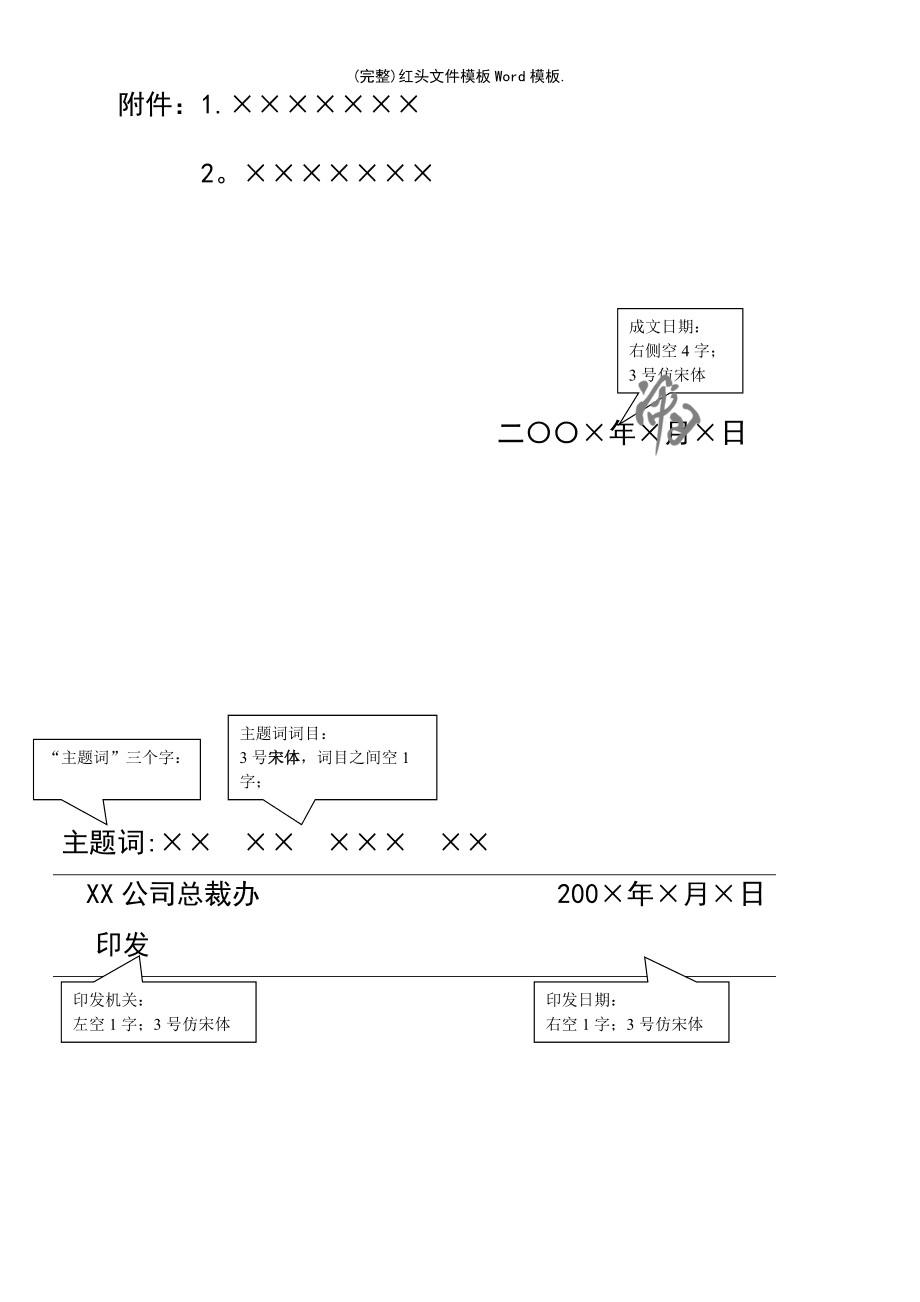 (完整)红头文件模板Word模板.
附件：1.×××××××
2。×××××××
成文日期：
右侧空4字；
3号仿宋体
二〇〇×年×月×日
主题词词目：
3号宋体，词目之间空1
字；
“主题词”三个字：
主题词:×× ×× ××× ××
XX公司总裁办 200×年×月×日
印发
印发机关：
左空1字；3号仿宋体
印发日期：
右空1字；3号仿宋体